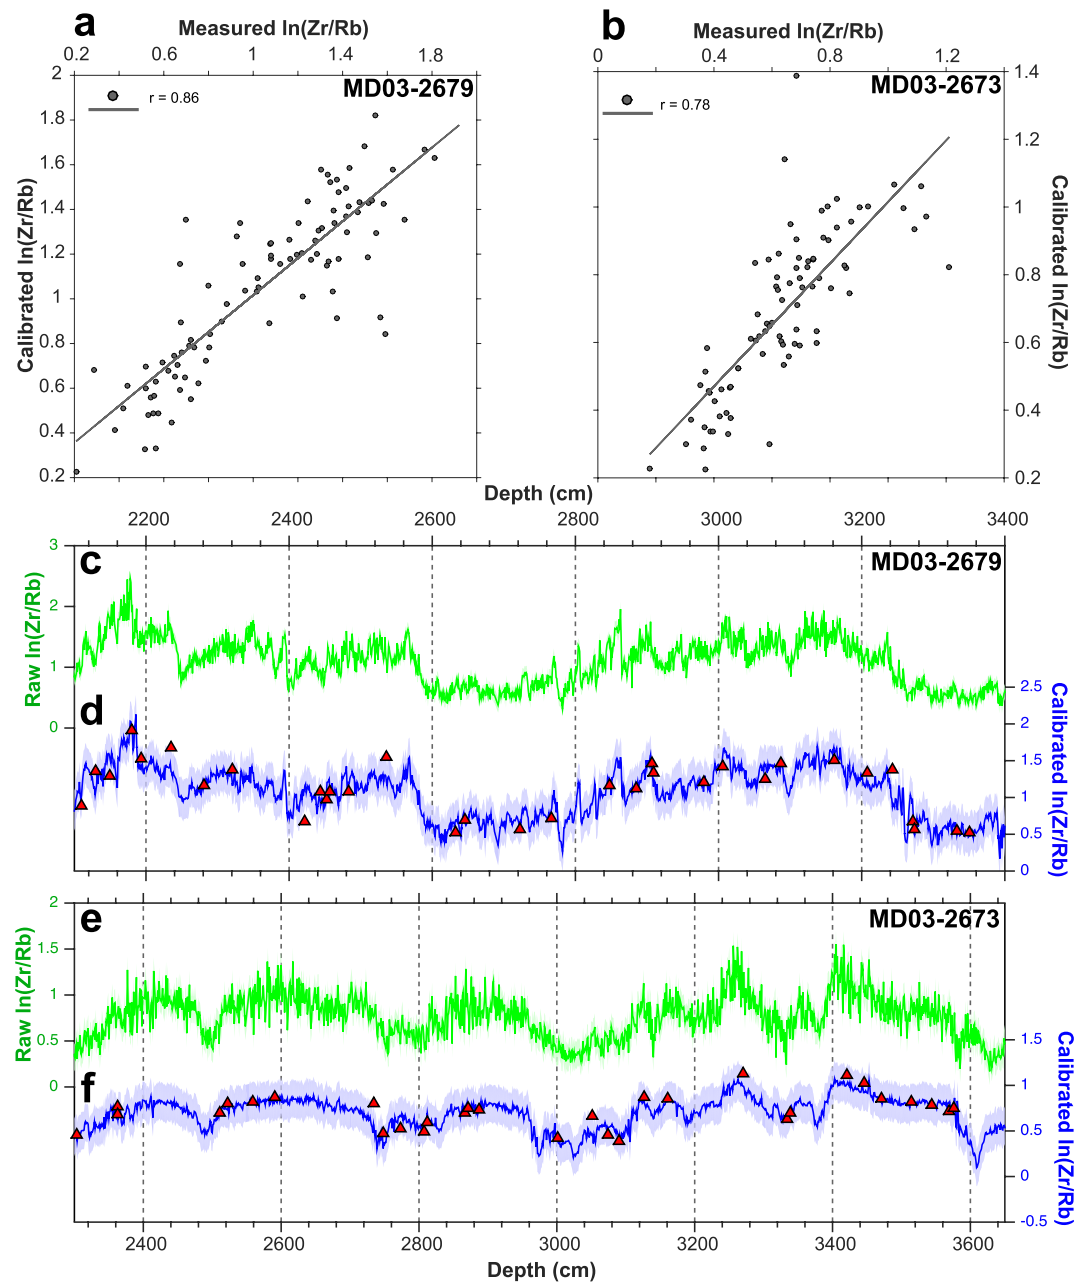 a
Measured ln(Zr/Rb)
0.2 0.6 1 1.4 1.8
MD03-2679
r = 0.86
Calibrated ln(Zr/Rb)
2
1.8
1.6
1.4
1.2
1
0.8
0.6
0.4
0.2
b
Measured ln(Zr/Rb)
0 0.4 0.8 1.2
MD03-2673
r = 0.78
1.4
1.2
1
0.8
0.6
0.4
0.2
Calibrated ln(Zr/Rb)
Depth (cm)
2200 2400 2600 2800 3000 3200 3400
c
MD03-2679
Raw ln(Zr/Rb)
3
2
1
0
d
2.5
2
1.5
1
0.5
0
Calibrated ln(Zr/Rb)
e
MD03-2673
Raw ln(Zr/Rb)
2
1.5
1
0.5
0
f
1.5
1
0.5
0
-0.5
Calibrated ln(Zr/Rb)
2400 2600 2800 3000 3200 3400 3600
Depth (cm)